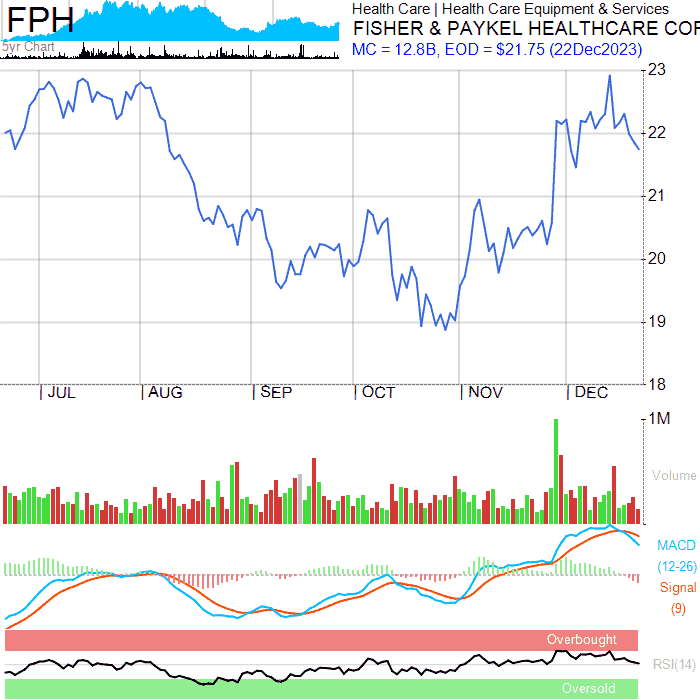 FPH
5yr Chart
Health Care | Health Care Equipment & Services
FISHER & PAYKEL HEALTHCARE COR
MC = 12.8B, EOD = $21.75 (22Dec2023)
23
22
21
20
19
18
JUL AUG SEP OCT NOV DEC
1M
Volume
MACD
(12-26)
Signal
(9)
Overbought
RSI(14)
Oversold